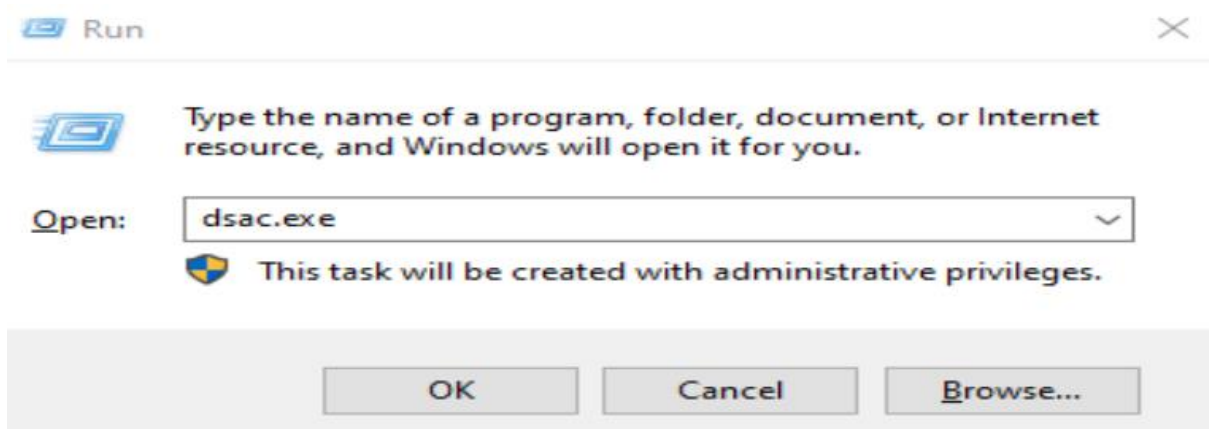 Run
Type the name of a program, folder, document, or Internet
resource, and Windows will open it for you.
Open: dsac.exe
This task will be created with administrative privileges.
OK Cancel Browse...